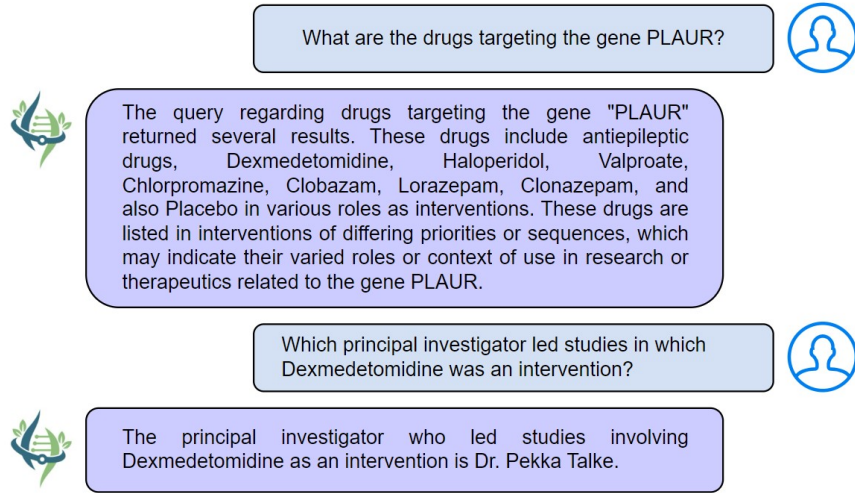 What are the drugs targeting the gene PLAUR?
The query regarding drugs targeting the gene "PLAUR"
returned several results. These drugs include antiepileptic
drugs, Dexmedetomidine, Haloperidol, Valproate,
Chlorpromazine, Clobazam, Lorazepam, Clonazepam, and
also Placebo in various roles as interventions. These drugs are
listed in interventions of differing priorities or sequences, which
may indicate their varied roles or context of use in research or
therapeutics related to the gene PLAUR.
Which principal investigator led studies in which
Dexmedetomidine was an intervention?
The principal investigator who led studies involving
Dexmedetomidine as an intervention is Dr. Pekka Talke.